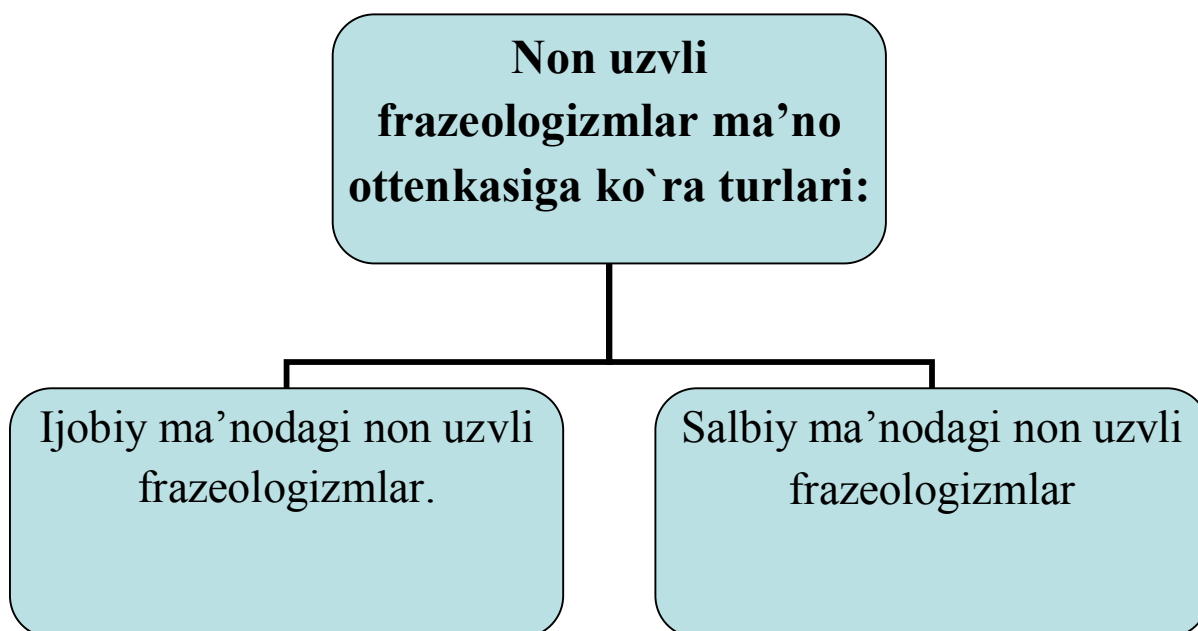 Non uzvli
frazeologizmlar ma’no
ottenkasiga ko`ra turlari:
Ijobiy ma’nodagi non uzvli
frazeologizmlar.
Salbiy ma’nodagi non uzvli
frazeologizmlar